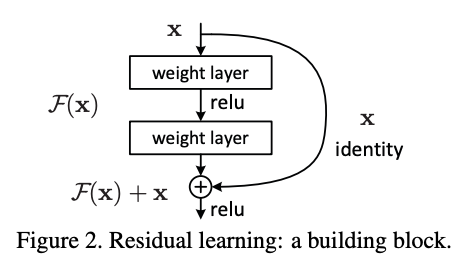 x
weight layer
F(x)
relu
x
weight layer
identity
F(x) + x
+
relu
Figure 2. Residual learning: a building block.